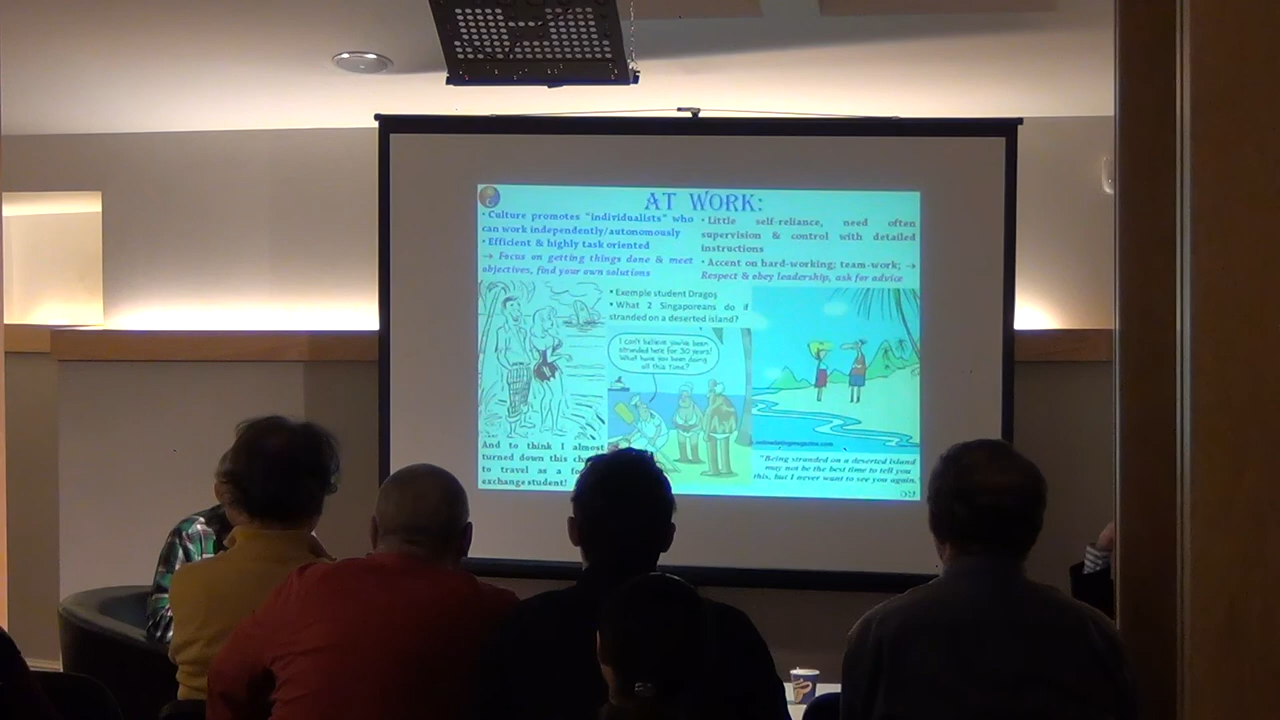 AT WORK:
• Culture promotes "individualists" who
can work independently/autonomously
• Efficient & highly task oriented
→ Focus on getting things done & meet
objectives, find your own solutions
• Little self-reliance, need often
supervision & control with detailed
instructions
• Accent on hard-working; team-work; →
Respect & obey leadership, ask for advice
• Exemple student Dragoş
• What 2 Singaporeans do if
stranded on a deserted island?
I can't believe you've been
stranded here for 30 years!
What have you been doing
all this time?
And to think I almost
turned down this
to travel as a
exchange student!
onlinedatingmagazine.com
"Being stranded on a deserted island
may not be the best time to tell you
this, but I never want to see you again.